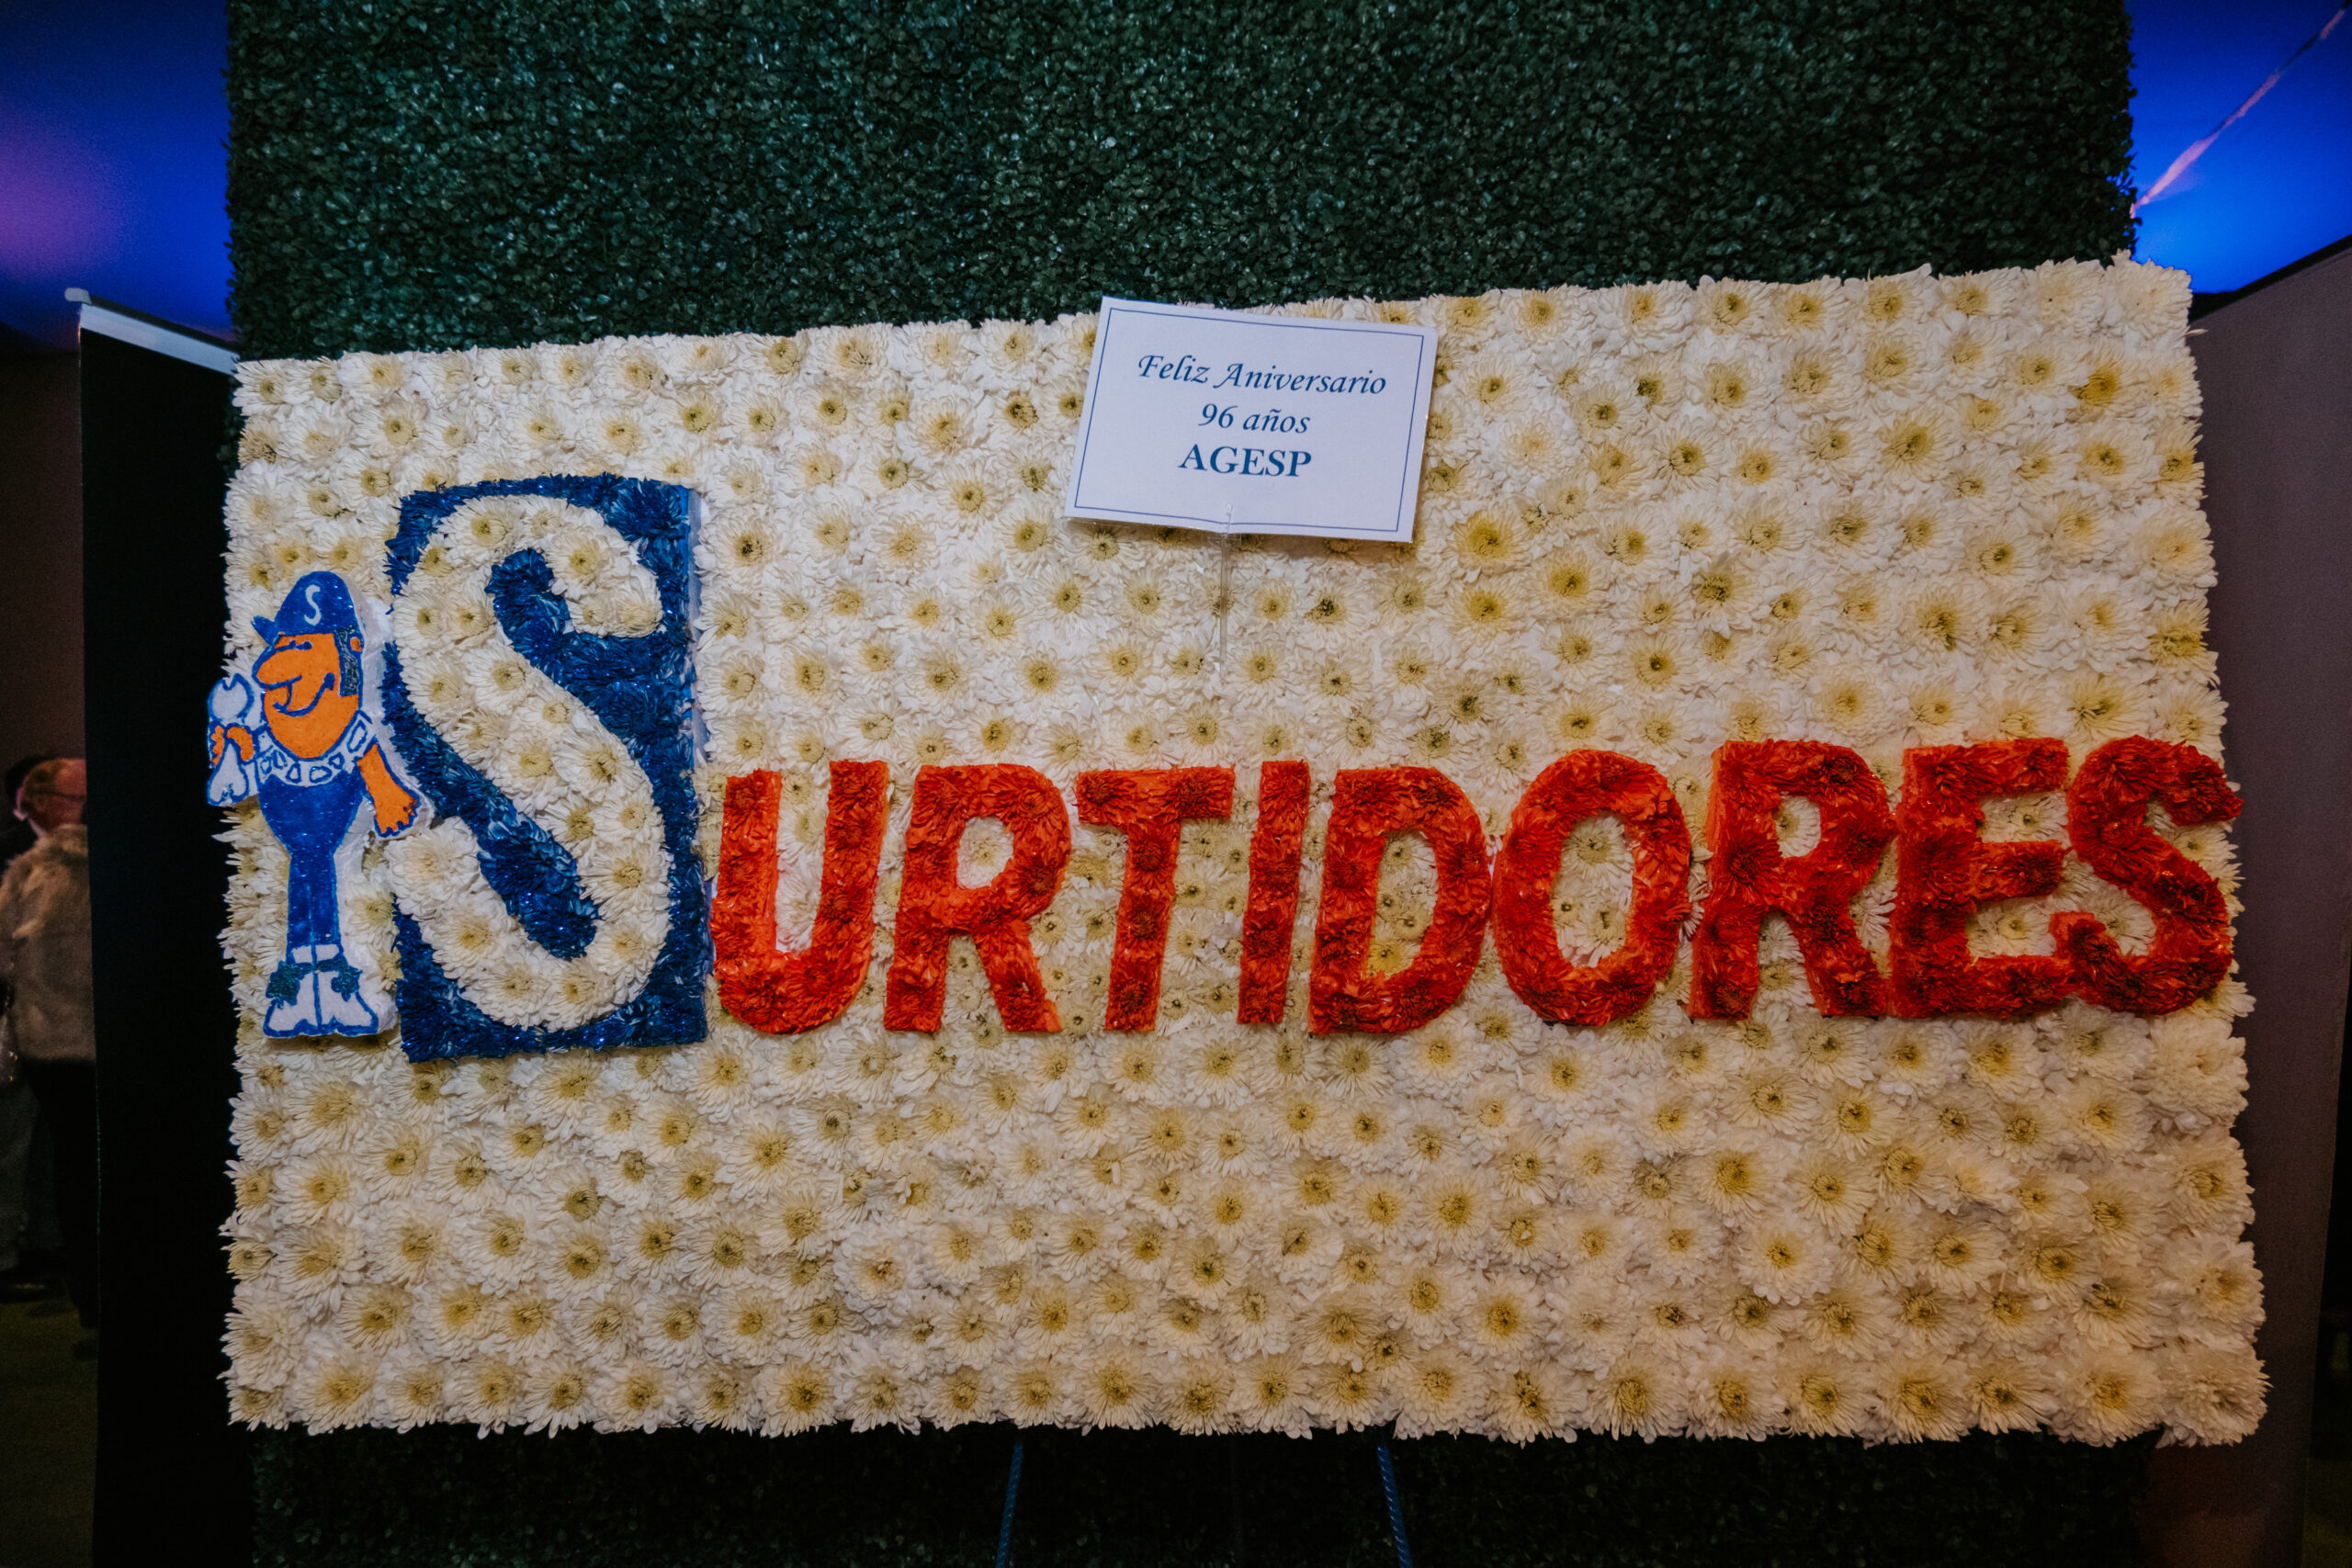 Feliz Aniversario
96 años
AGESP
S
SURTIDORES